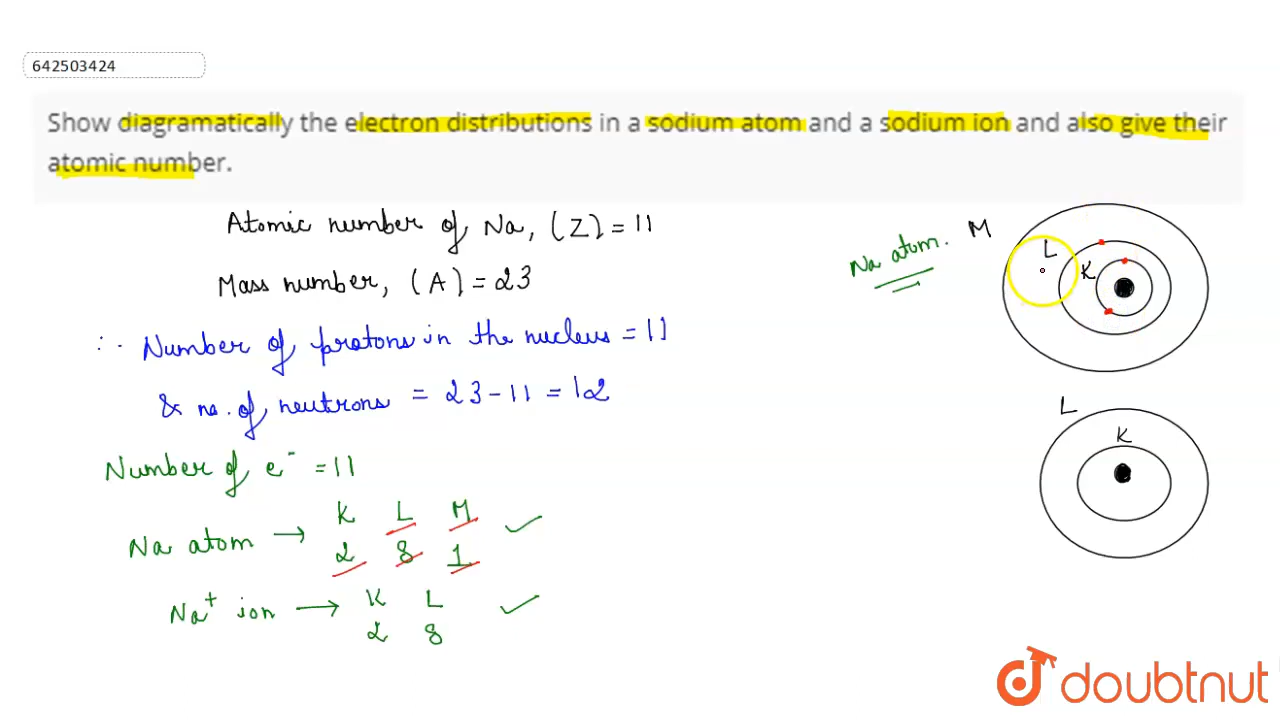 642503424
Show diagramatically the electron distributions in a sodium atom and a sodium ion and also give their
atomic number.
Atomic number of Na, (Z) = 11
Mass number, (A) = 23
∴ Number of protons in the nucleus = 11
& no. of neutrons = 23 - 11 = 12
Number of e⁻ = 11
K L M
Na atom → 2 8 1
Na⁺ ion → K L
2 8
Na atom.
M
L
K
L
K
doubtnut